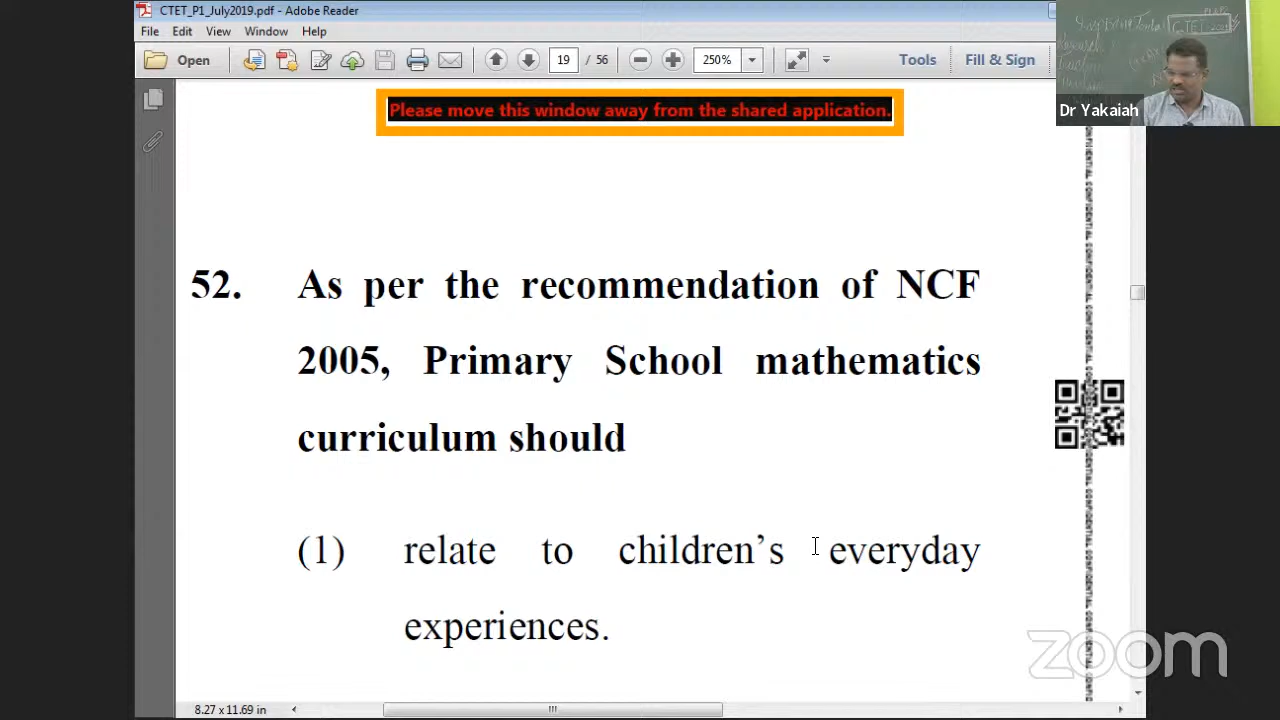 CTET_P1_July2019.pdf - Adobe Reader
File Edit View Window Help
Open 19 / 56 250% Tools Fill & Sign
Please move this window away from the shared application.
CTET
Dr Yakaiah
52. As per the recommendation of NCF
2005, Primary School mathematics
curriculum should
(1) relate to children's everyday
experiences.
zoom
8.27 x 11.69 in